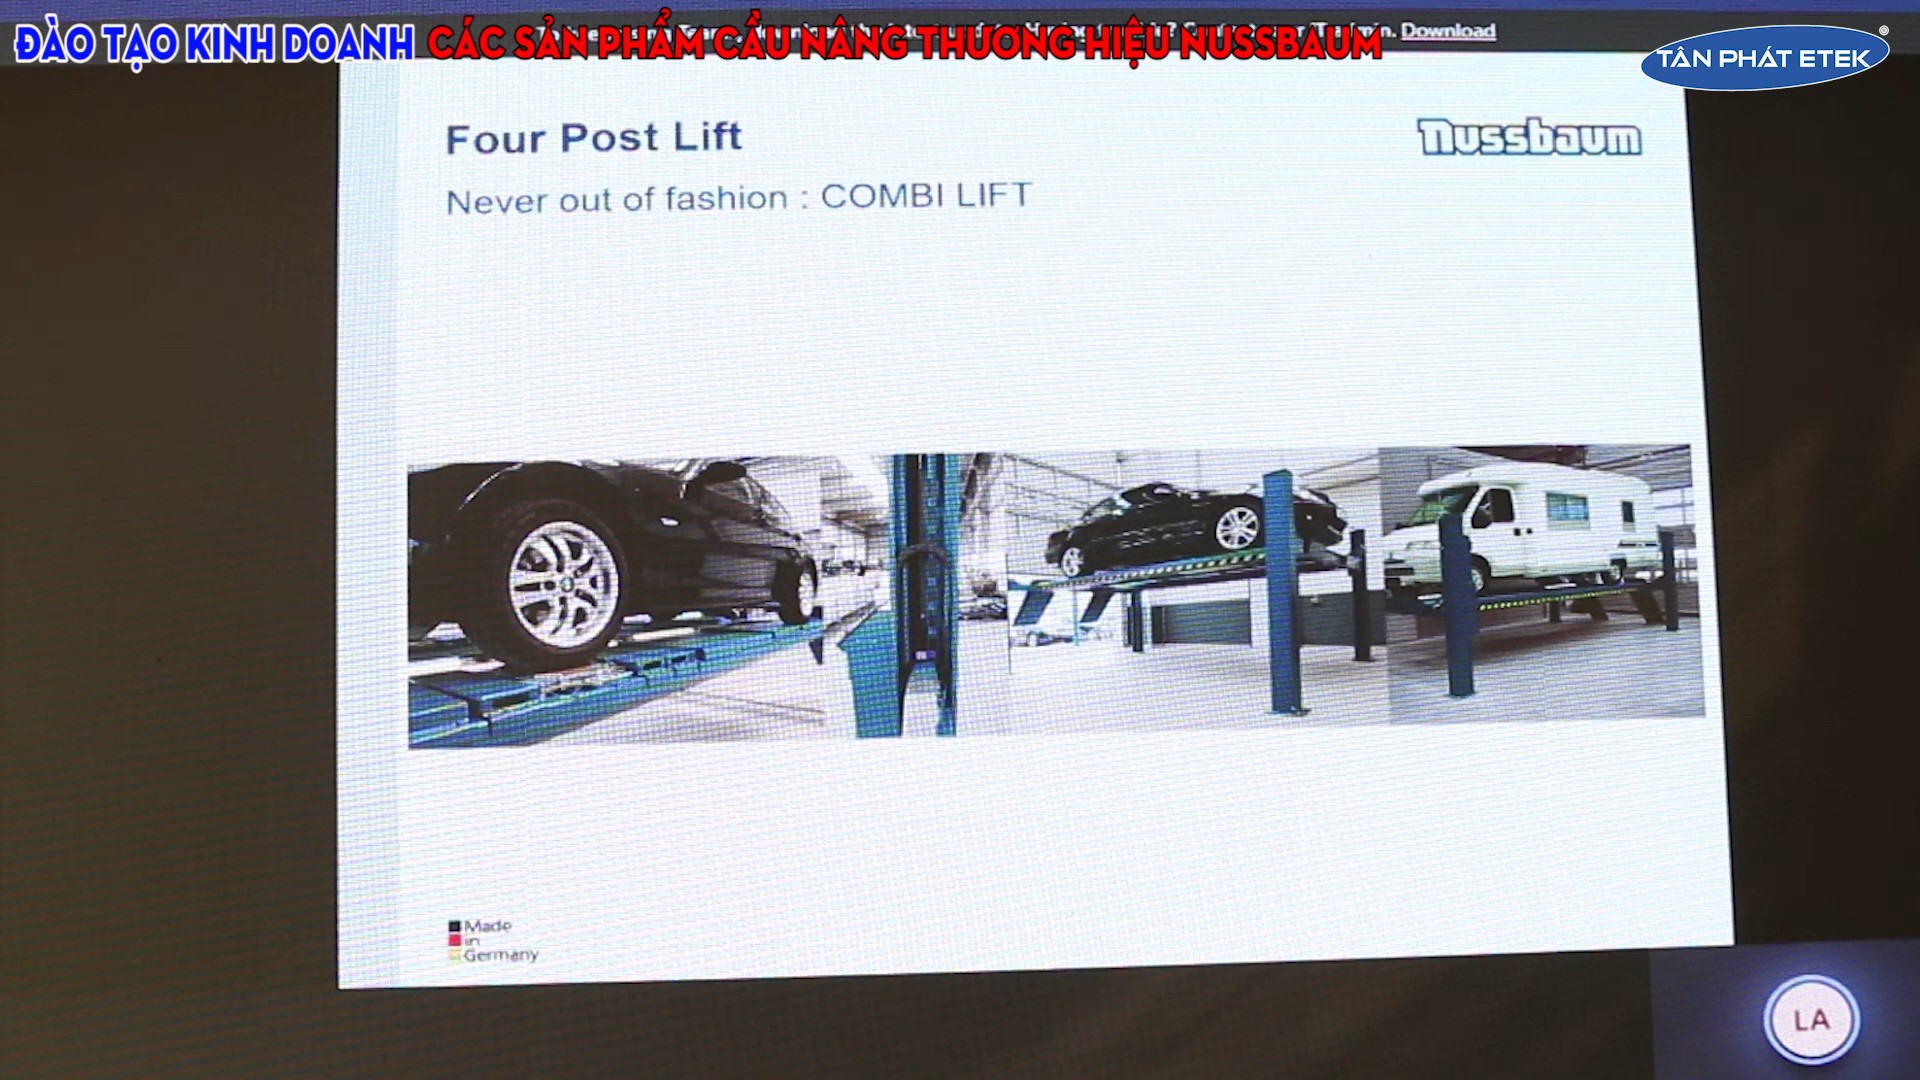 ĐÀO TẠO KINH DOANH CÁC SẢN PHẨM CẦU NÂNG THƯƠNG HIỆU NUSSBAUM
Download
TÂN PHÁT ETEK
Four Post Lift
Nussbaum
Never out of fashion : COMBI LIFT
Made
in
Germany
LA